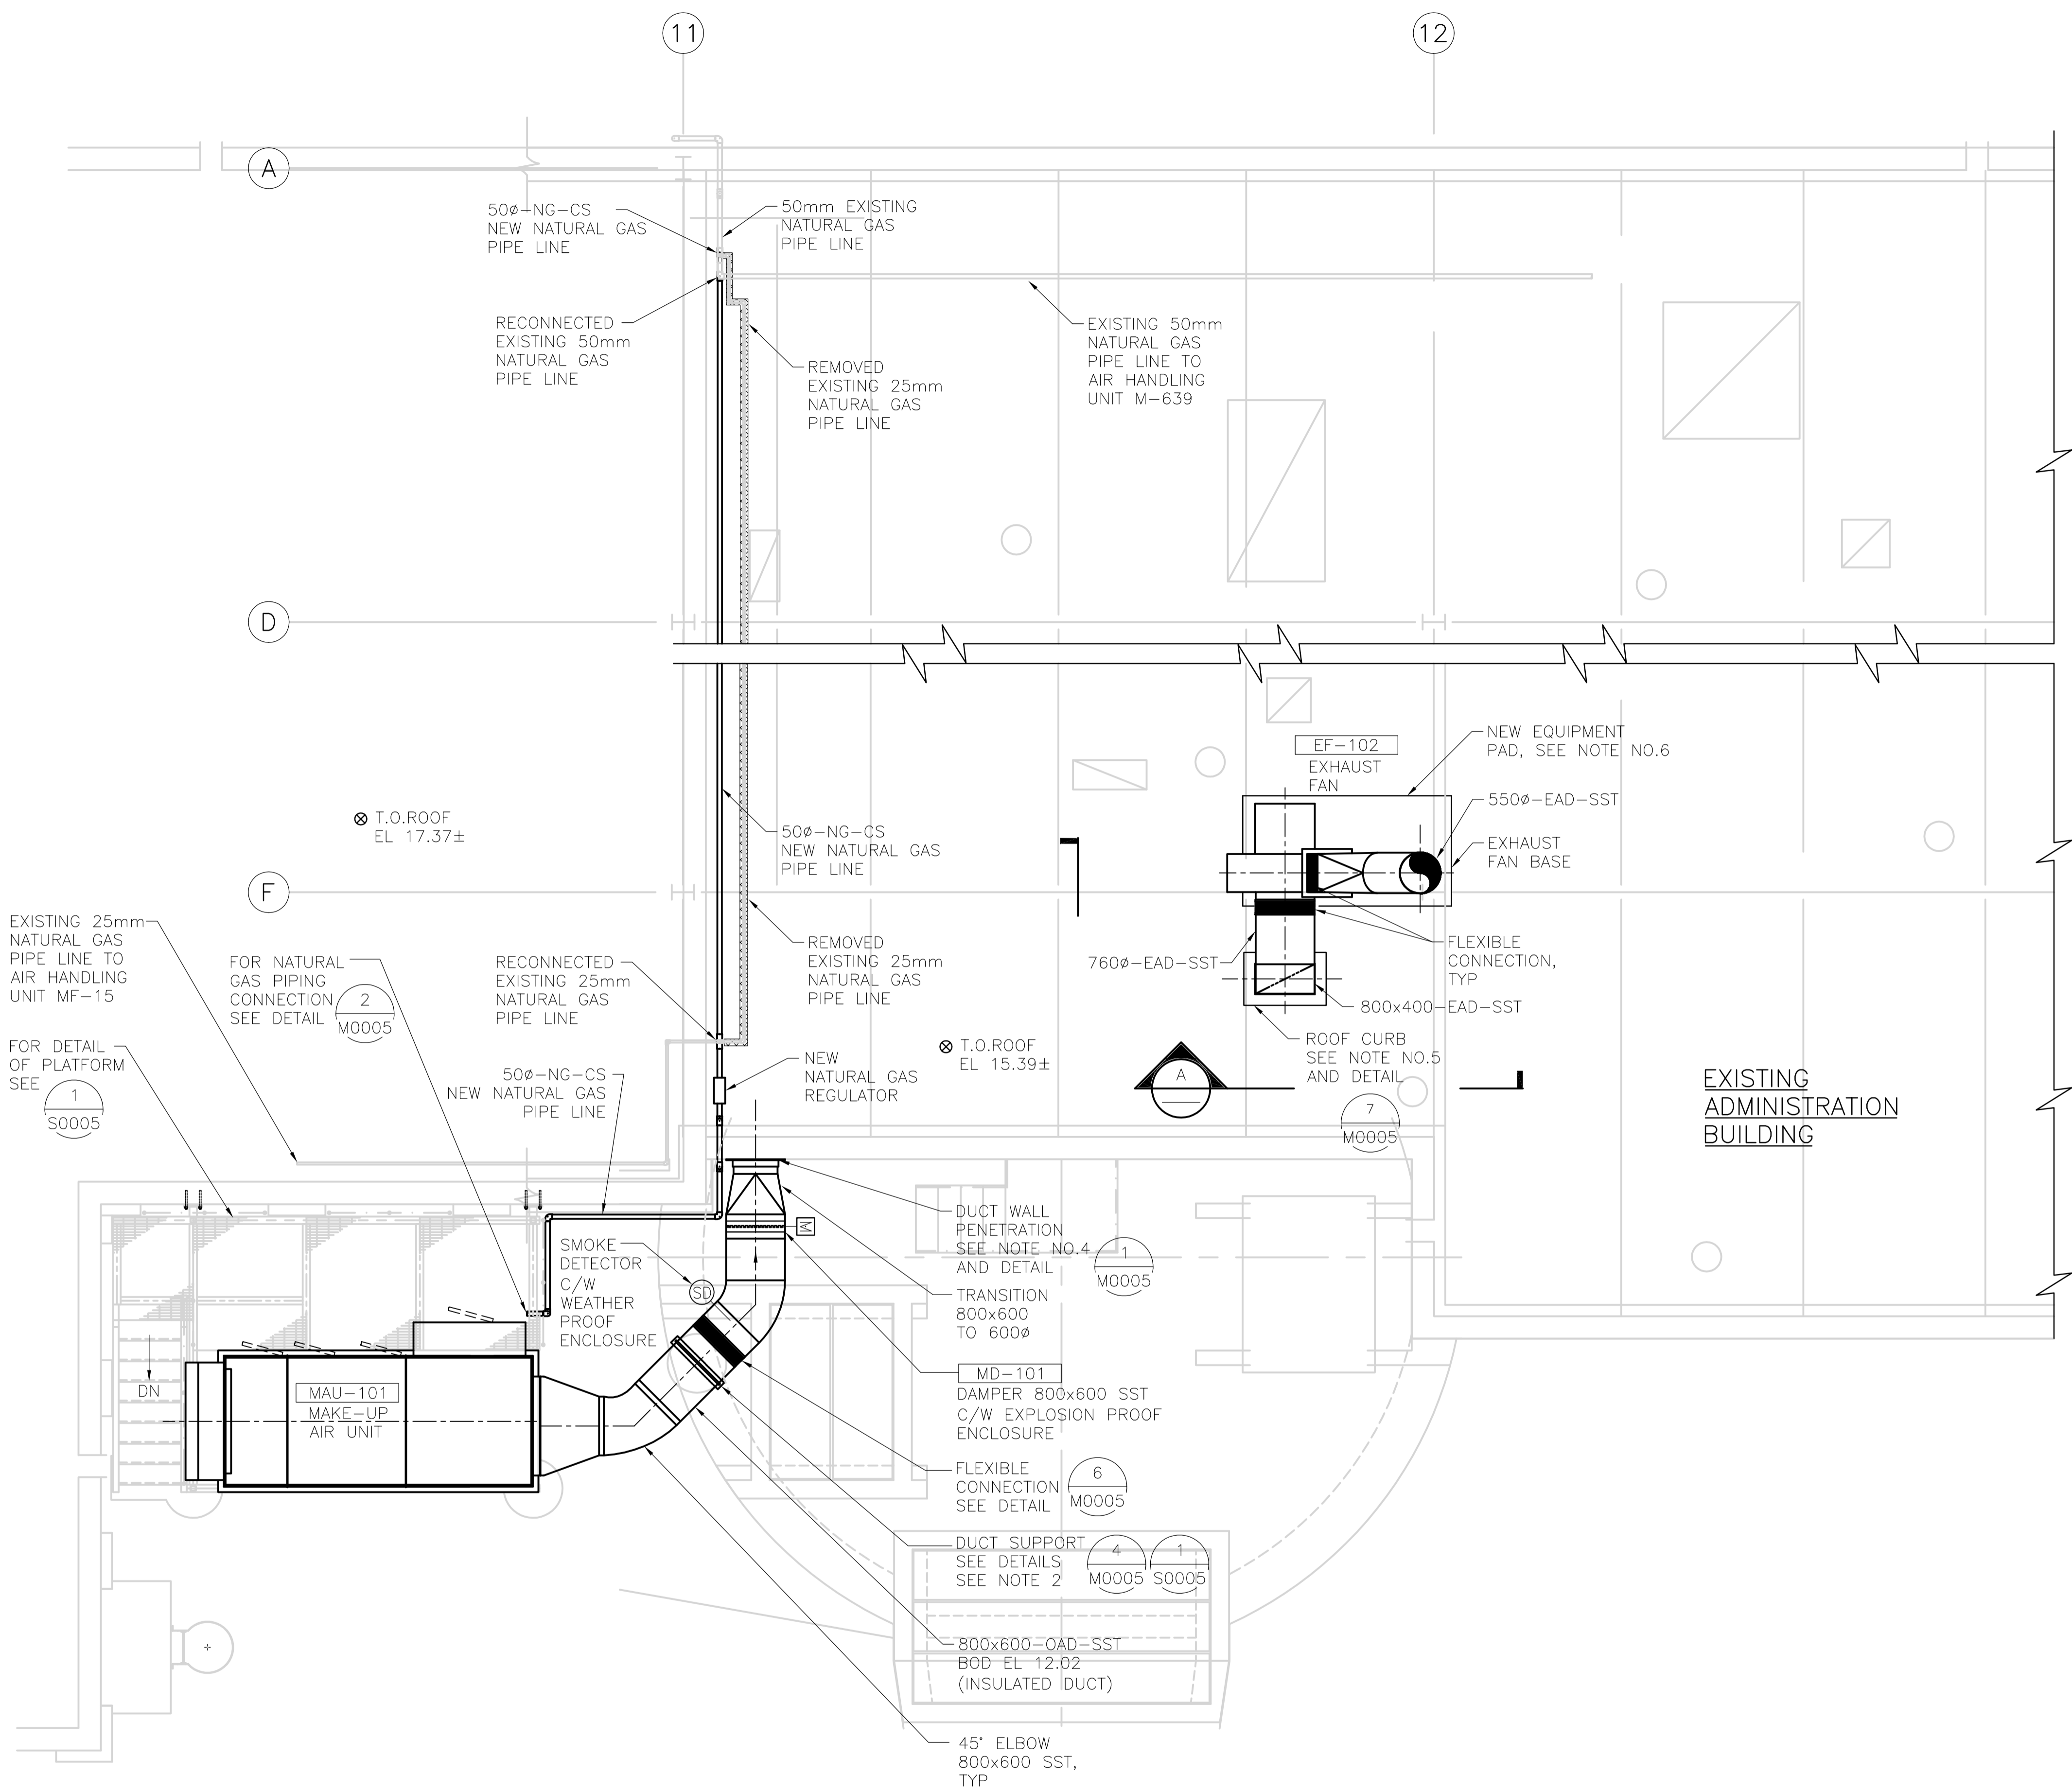 11
12
A
50ø-NG-CS
NEW NATURAL GAS
PIPE LINE
50mm EXISTING
NATURAL GAS
PIPE LINE
RECONNECTED
EXISTING 50mm
NATURAL GAS
PIPE LINE
REMOVED
EXISTING 25mm
NATURAL GAS
PIPE LINE
EXISTING 50mm
NATURAL GAS
PIPE LINE TO
AIR HANDLING
UNIT M-639
D
EF-102
EXHAUST
FAN
NEW EQUIPMENT
PAD, SEE NOTE NO.6
550ø-EAD-SST
EXHAUST
FAN BASE
T.O.ROOF
EL 17.37±
50ø-NG-CS
NEW NATURAL GAS
PIPE LINE
F
EXISTING 25mm
NATURAL GAS
PIPE LINE TO
AIR HANDLING
UNIT MF-15
FOR NATURAL
GAS PIPING
CONNECTION
SEE DETAIL
2
M0005
RECONNECTED
EXISTING 25mm
NATURAL GAS
PIPE LINE
REMOVED
EXISTING 25mm
NATURAL GAS
PIPE LINE
760ø-EAD-SST
FLEXIBLE
CONNECTION,
TYP
800x400-EAD-SST
FOR DETAIL
OF PLATFORM
SEE
1
S0005
50ø-NG-CS
NEW NATURAL GAS
PIPE LINE
NEW
NATURAL GAS
REGULATOR
T.O.ROOF
EL 15.39±
ROOF CURB
SEE NOTE NO.5
AND DETAIL
7
M0005
A
EXISTING
ADMINISTRATION
BUILDING
M
SMOKE
DETECTOR
C/W
WEATHER
PROOF
ENCLOSURE
SD
DUCT WALL
PENETRATION
SEE NOTE NO.4
AND DETAIL
1
M0005
TRANSITION
800x600
TO 600ø
DN
MAU-101
MAKE-UP
AIR UNIT
MD-101
DAMPER 800x600 SST
C/W EXPLOSION PROOF
ENCLOSURE
FLEXIBLE
CONNECTION
SEE DETAIL
6
M0005
DUCT SUPPORT
SEE DETAILS
SEE NOTE 2
4
M0005
1
S0005
800x600-OAD-SST
BOD EL 12.02
(INSULATED DUCT)
45° ELBOW
800x600 SST,
TYP